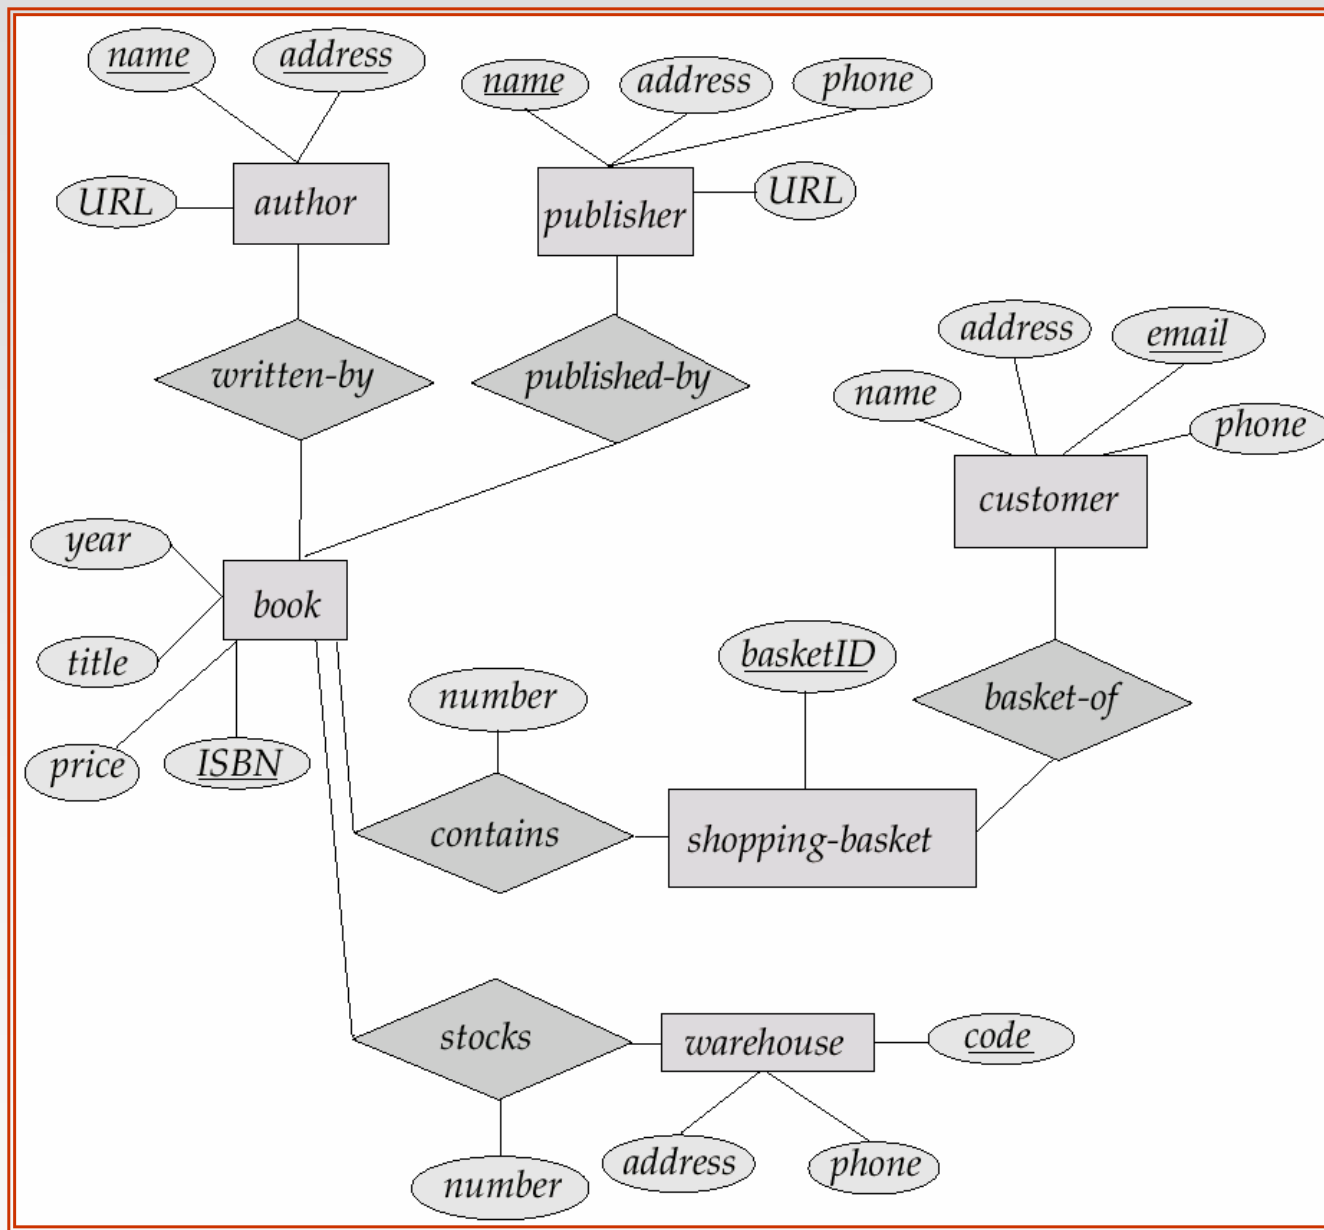 name
address
name
address
phone
URL
author
publisher
URL
written-by
published-by
address
email
name
phone
customer
year
book
title
basketID
number
basket-of
price
ISBN
contains
shopping-basket
stocks
warehouse
code
address
phone
number